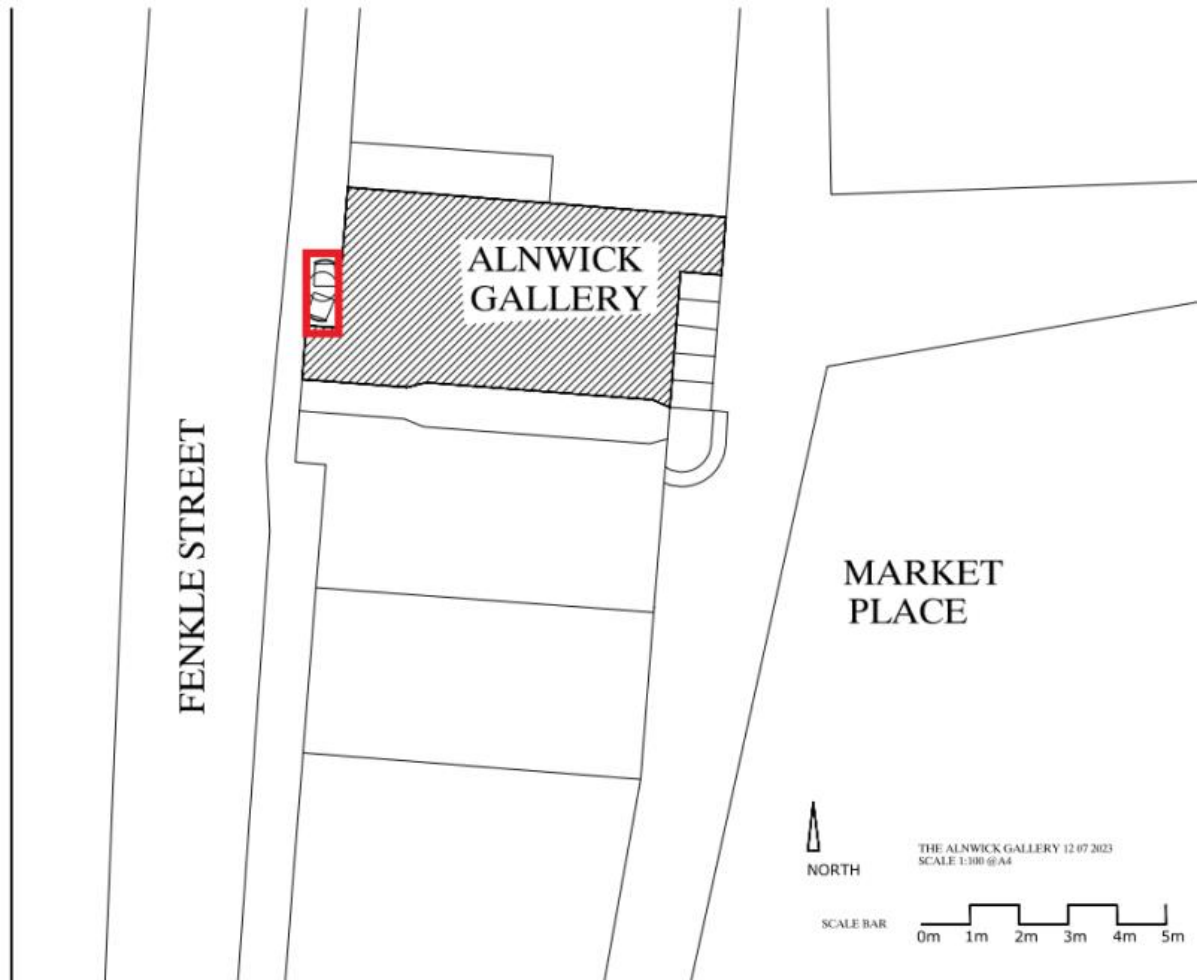 ALNWICK
GALLERY
FENKLE STREET
MARKET
PLACE
NORTH
THE ALNWICK GALLERY 12 07 2023
SCALE 1:100 @A4
SCALE BAR
0m 1m 2m 3m 4m 5m